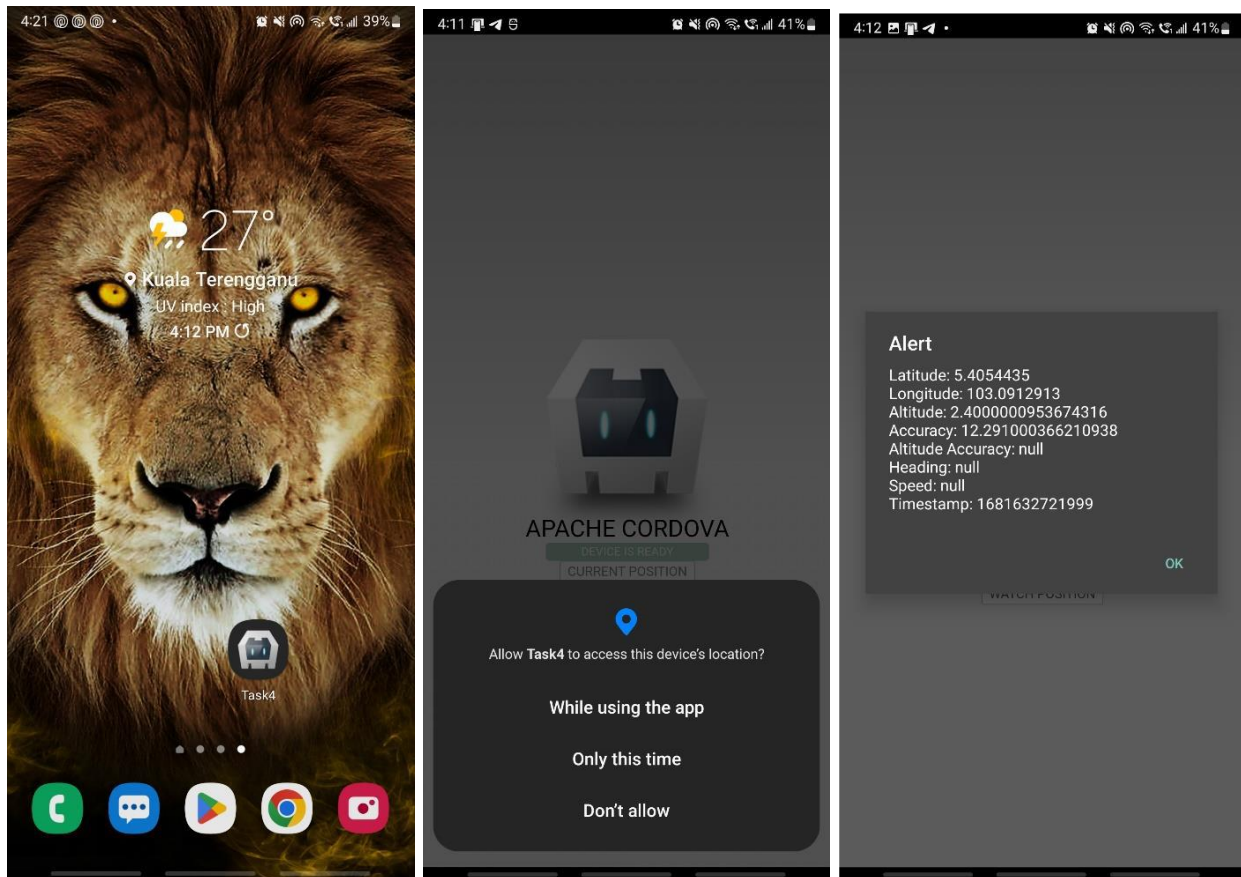 4:21
39%
27°
Kuala Terengganu
UV index : High
4:12 PM
Task4
4:11
41%
APACHE CORDOVA
DEVICE IS READY
CURRENT POSITION
Allow Task4 to access this device's location?
While using the app
Only this time
Don't allow
4:12
41%
Alert
Latitude: 5.4054435
Longitude: 103.0912913
Altitude: 2.4000000953674316
Accuracy: 12.291000366210938
Altitude Accuracy: null
Heading: null
Speed: null
Timestamp: 1681632721999
OK
WATCH POSITION